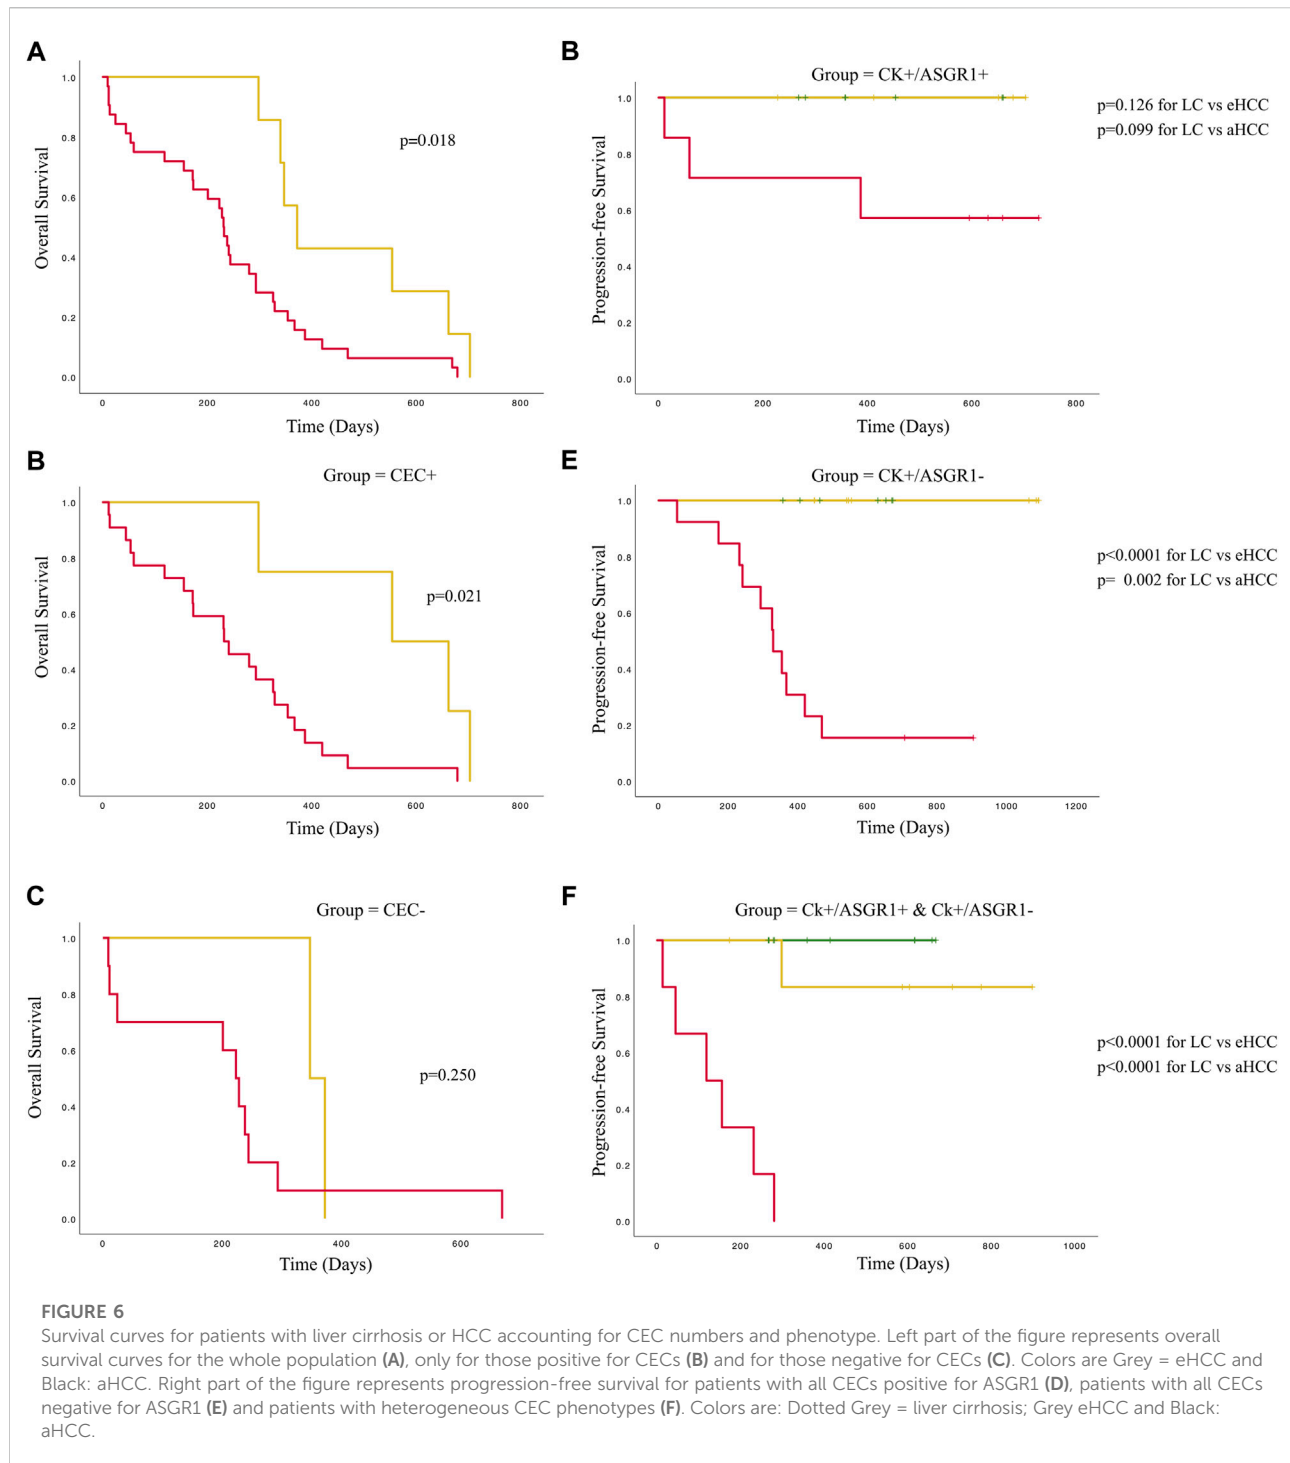 A
Overall Survival
1.0
0.8
0.6
0.4
0.2
0.0
p=0.018
0
200
400
600
800
Time (Days)
B
Group = CK+/ASGR1+
Progression-free Survival
1.0
0.8
0.6
0.4
0.2
0.0
p=0.126 for LC vs eHCC
p=0.099 for LC vs aHCC
0
200
400
600
800
Time (Days)
B
Group = CEC+
Overall Survival
1.0
0.8
0.6
0.4
0.2
0.0
p=0.021
0
200
400
600
800
Time (Days)
E
Group = CK+/ASGR1-
Progression-free Survival
1.0
0.8
0.6
0.4
0.2
0.0
p<0.0001 for LC vs eHCC
p= 0.002 for LC vs aHCC
0
200
400
600
800
1000
1200
Time (Days)
C
Group = CEC-
Overall Survival
1.0
0.8
0.6
0.4
0.2
0.0
p=0.250
0
200
400
600
Time (Days)
F
Group = Ck+/ASGR1+ & Ck+/ASGR1-
Progression-free Survival
1.0
0.8
0.6
0.4
0.2
0.0
p<0.0001 for LC vs eHCC
p<0.0001 for LC vs aHCC
0
200
400
600
800
1000
Time (Days)
FIGURE 6
Survival curves for patients with liver cirrhosis or HCC accounting for CEC numbers and phenotype. Left part of the figure represents overall
survival curves for the whole population (A), only for those positive for CECs (B) and for those negative for CECs (C). Colors are Grey = eHCC and
Black: aHCC. Right part of the figure represents progression-free survival for patients with all CECs positive for ASGR1 (D), patients with all CECs
negative for ASGR1 (E) and patients with heterogeneous CEC phenotypes (F). Colors are: Dotted Grey = liver cirrhosis; Grey eHCC and Black:
aHCC.